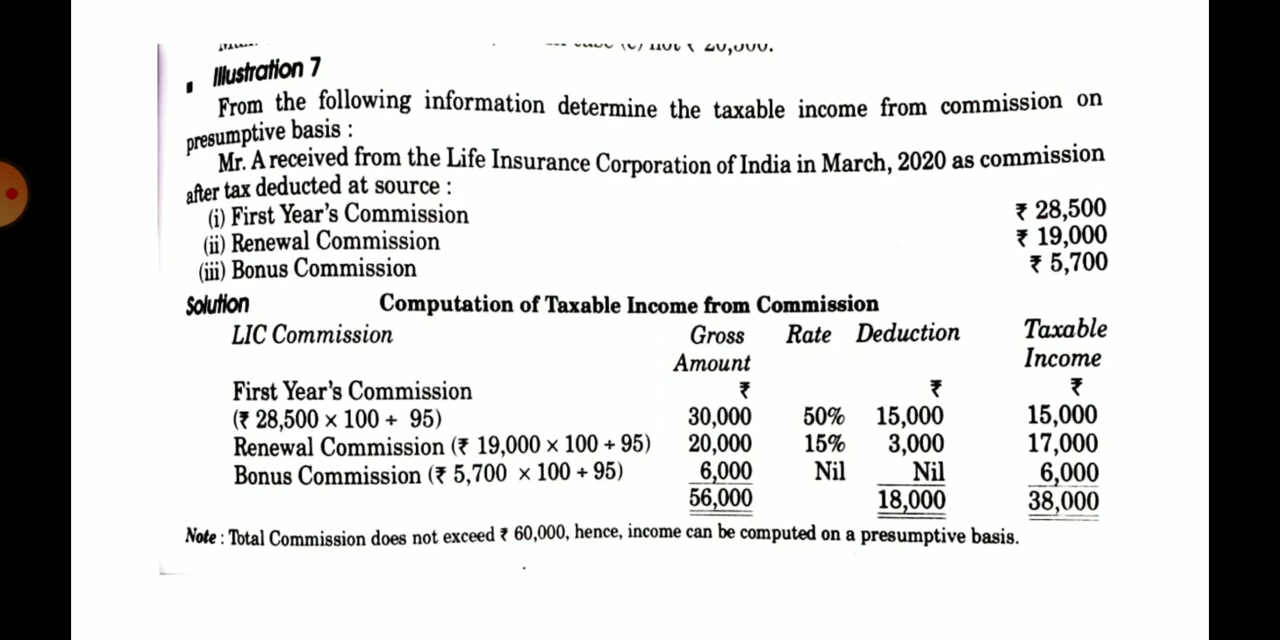 20,500.
Illustration 7
From the following information determine the taxable income from commission on
presumptive basis :
Mr. A received from the Life Insurance Corporation of India in March, 2020 as commission
after tax deducted at source :
(i) First Year's Commission ₹ 28,500
(ii) Renewal Commission ₹ 19,000
(iii) Bonus Commission ₹ 5,700
Solution Computation of Taxable Income from Commission
LIC Commission Gross Rate Deduction Taxable
Amount Income
First Year's Commission ₹ ₹ ₹
(₹ 28,500 × 100 ÷ 95) 30,000 50% 15,000 15,000
Renewal Commission (₹ 19,000 × 100 ÷ 95) 20,000 15% 3,000 17,000
Bonus Commission (₹ 5,700 × 100 ÷ 95) 6,000 Nil Nil 6,000
56,000 18,000 38,000
Note : Total Commission does not exceed ₹ 60,000, hence, income can be computed on a presumptive basis.